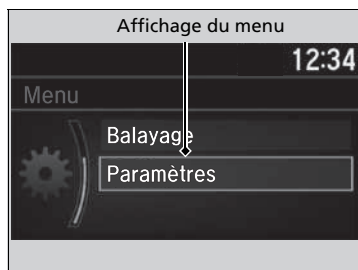 Affichage du menu
12:34
Menu
Balayage
Paramètres